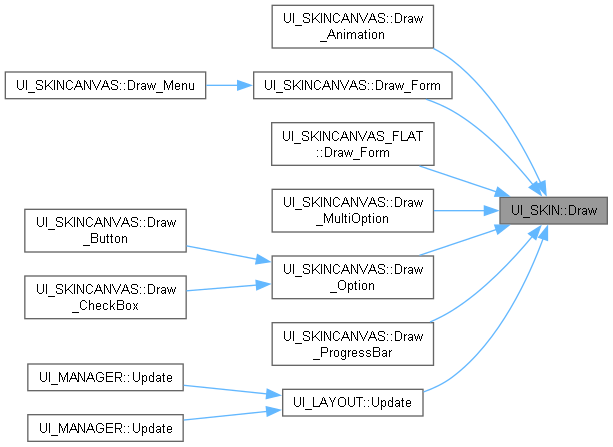 UI_SKINCANVAS::Draw
_Animation
UI_SKINCANVAS::Draw_Menu
UI_SKINCANVAS::Draw_Form
UI_SKINCANVAS_FLAT
::Draw_Form
UI_SKINCANVAS::Draw
_MultiOption
UI_SKIN::Draw
UI_SKINCANVAS::Draw
_Button
UI_SKINCANVAS::Draw
_Option
UI_SKINCANVAS::Draw
_CheckBox
UI_SKINCANVAS::Draw
_ProgressBar
UI_MANAGER::Update
UI_LAYOUT::Update
UI_MANAGER::Update